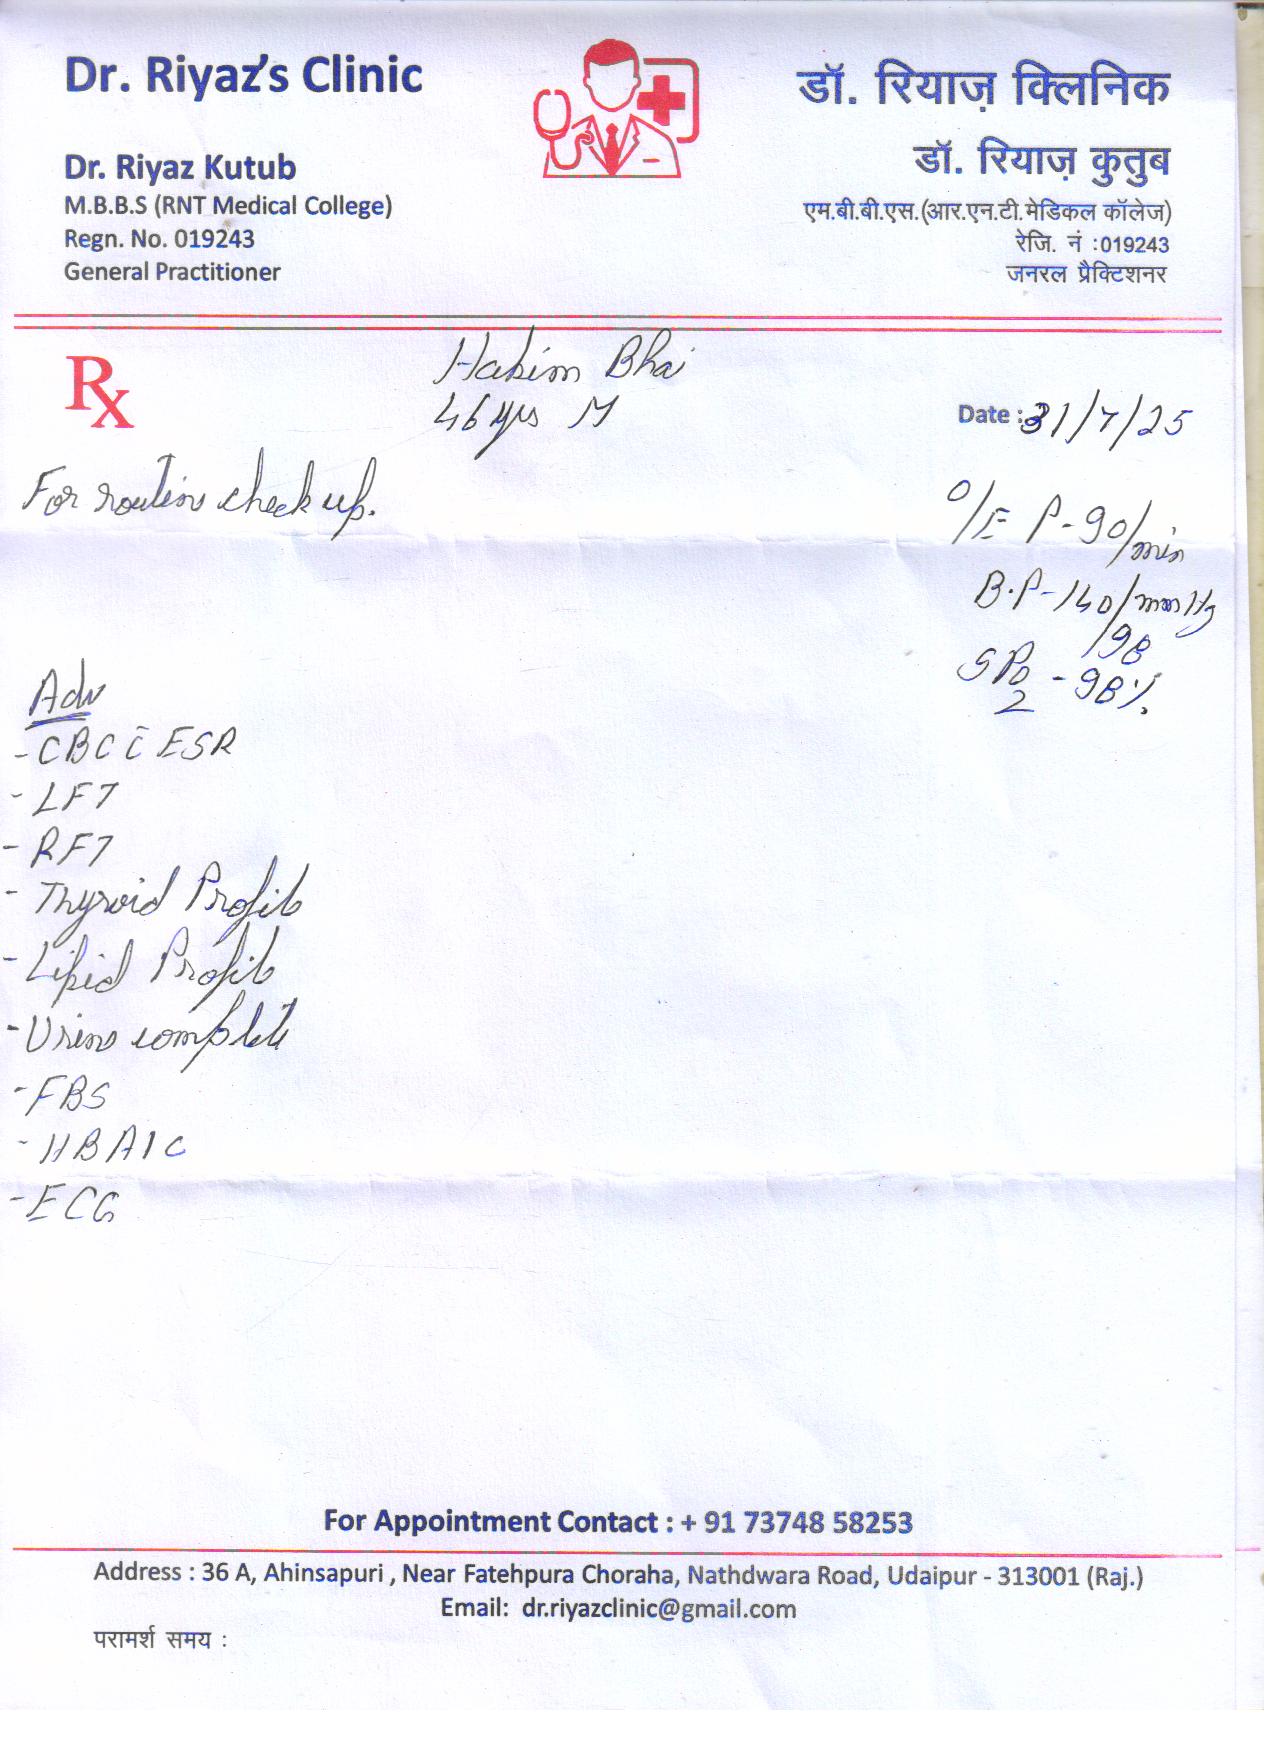 Dr. Riyaz's Clinic
Dr. Riyaz Kutub
M.B.B.S (RNT Medical College)
Regn. No. 019243
General Practitioner
डॉ. रियाज़ क्लिनिक
डॉ. रियाज़ कुतुब
एम.बी.बी.एस.(आर.एन.टी.मेडिकल कॉलेज)
रेजि. नं :019243
जनरल प्रैक्टिशनर
Rx
Hakim Bhai
46 yrs M
Date : 31/7/25
For routine check up.
O/E P-90/min
B.P-140/mmHg
/98
SPO2 - 98%
Adv
- CBC c̄ ESR
- LFT
- RFT
- Thyroid Profile
- Lipid Profile
- Urine complete
- FBS
- HBA1C
- ECG
For Appointment Contact : + 91 73748 58253
Address : 36 A, Ahinsapuri , Near Fatehpura Choraha, Nathdwara Road, Udaipur - 313001 (Raj.)
Email: dr.riyazclinic@gmail.com
परामर्श समय :